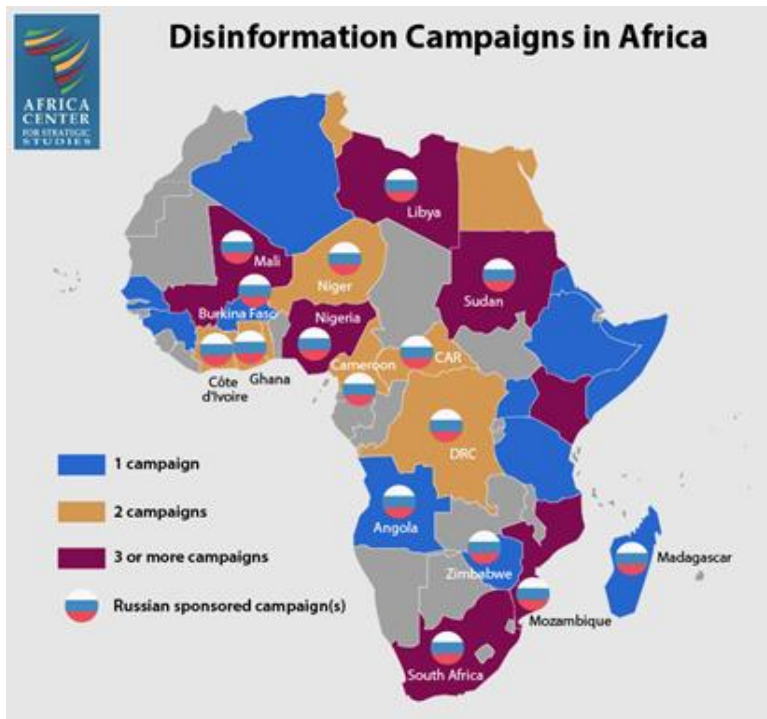 Disinformation Campaigns in Africa
AFRICA
CENTER
FOR STRATEGIC
STUDIES
Libya
Mali
Niger
Sudan
Burkina Faso
Nigeria
Cameroon
CAR
Côte
d'Ivoire
Ghana
DRC
1 campaign
2 campaigns
Angola
3 or more campaigns
Zimbabwe
Madagascar
Russian sponsored campaign(s)
Mozambique
South Africa